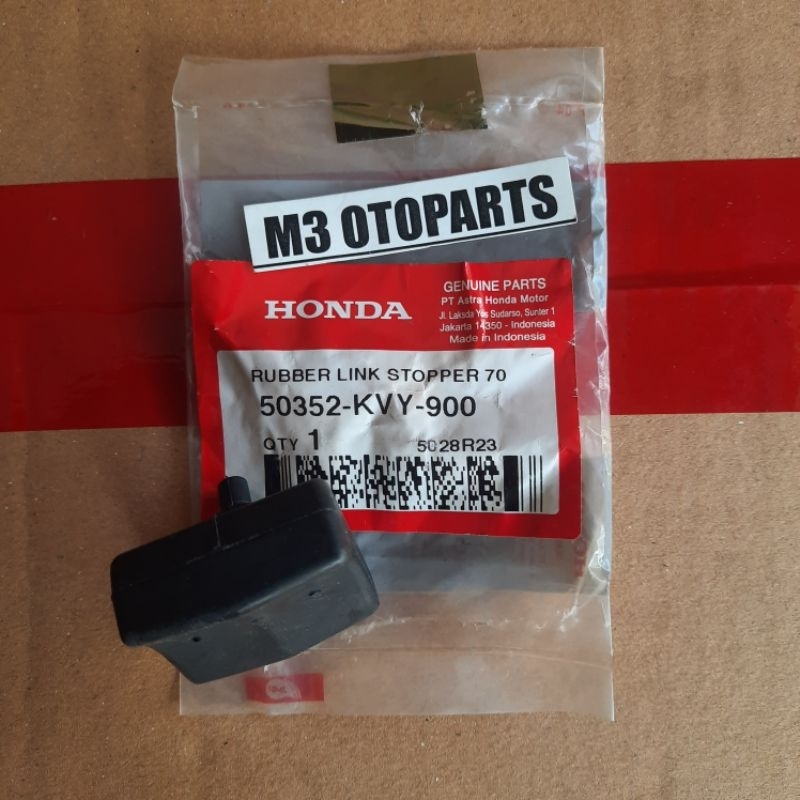 M3 OTOPARTS
HONDA
GENUINE PARTS
PT Astra Honda Motor
Jl. Laksda Yos Sudarso, Sunter 1
Jakarta 14350 - Indonesia
Made in Indonesia
RUBBER LINK STOPPER 70
50352-KVY-900
QTY 1
5028R23